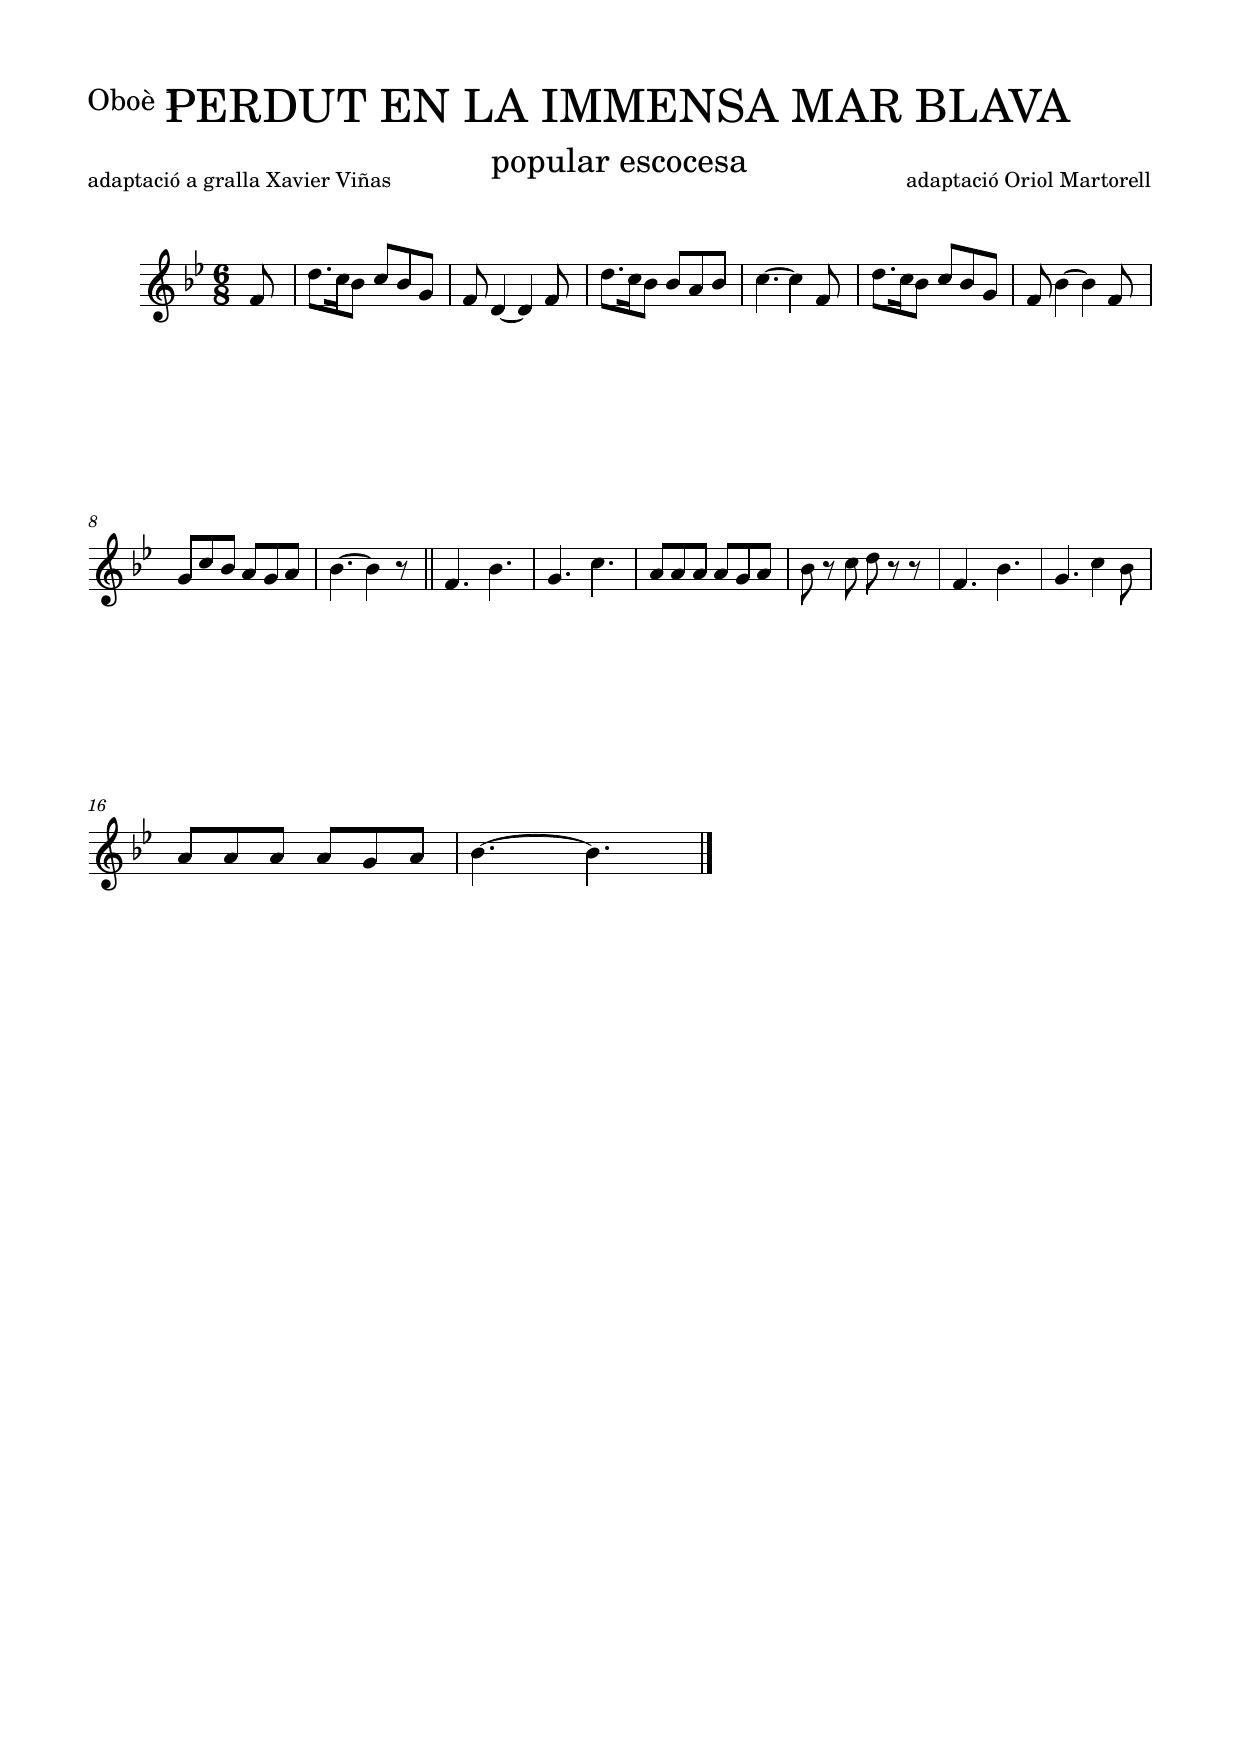 Oboè 1
PERDUT EN LA IMMENSA MAR BLAVA
popular escocesa
adaptació a gralla Xavier Viñas
adaptació Oriol Martorell
6
8
8
16